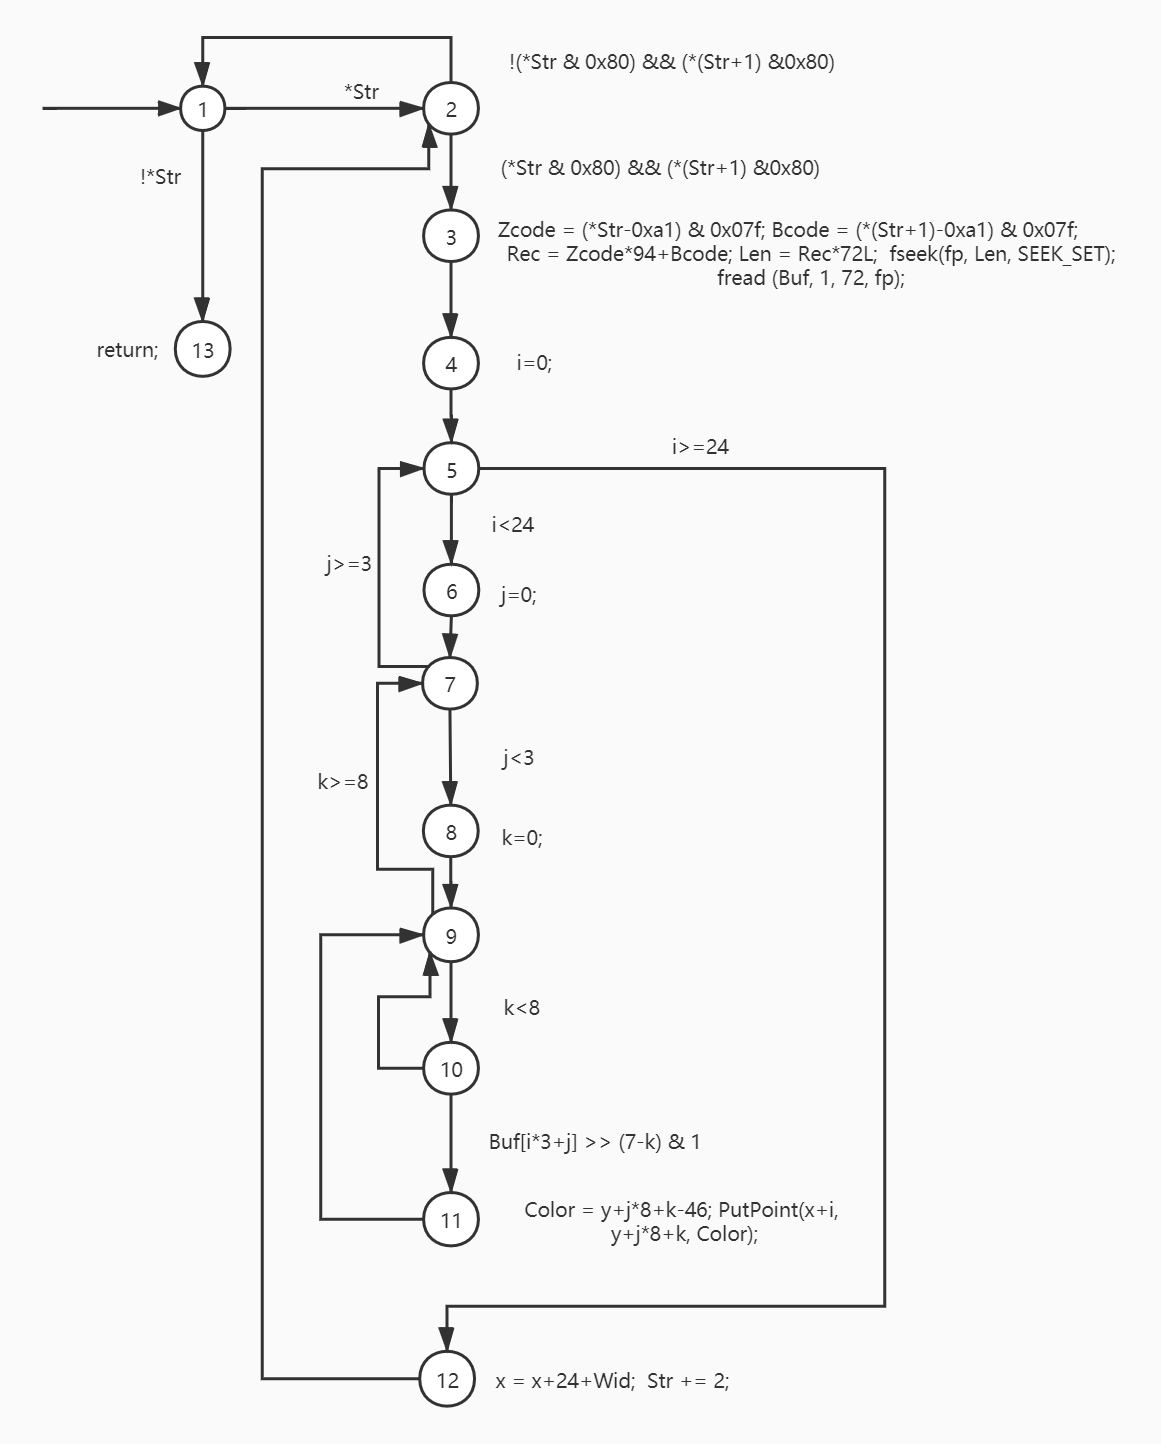 !(*Str & 0x80) && (*(Str+1) &0x80)
*Str
1
2
!*Str
(*Str & 0x80) && (*(Str+1) &0x80)
3
Zcode = (*Str-0xa1) & 0x07f; Bcode = (*(Str+1)-0xa1) & 0x07f;
Rec = Zcode*94+Bcode; Len = Rec*72L; fseek(fp, Len, SEEK_SET);
fread (Buf, 1, 72, fp);
return;
13
4
i=0;
i>=24
5
i<24
j>=3
6
j=0;
7
j<3
k>=8
8
k=0;
9
k<8
10
Buf[i*3+j] >> (7-k) & 1
11
Color = y+j*8+k-46; PutPoint(x+i,
y+j*8+k, Color);
12
x = x+24+Wid; Str += 2;